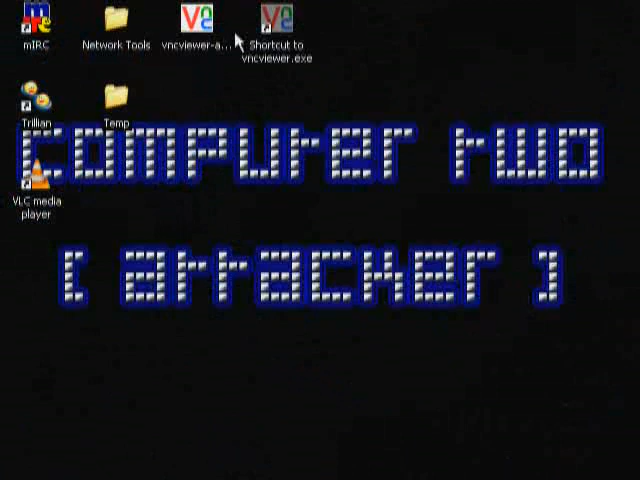 mIRC
Network Tools
vncviewer-a...
Shortcut to
vncviewer.exe
Trillian
Temp
computer two
VLC media
player
[ attacker ]